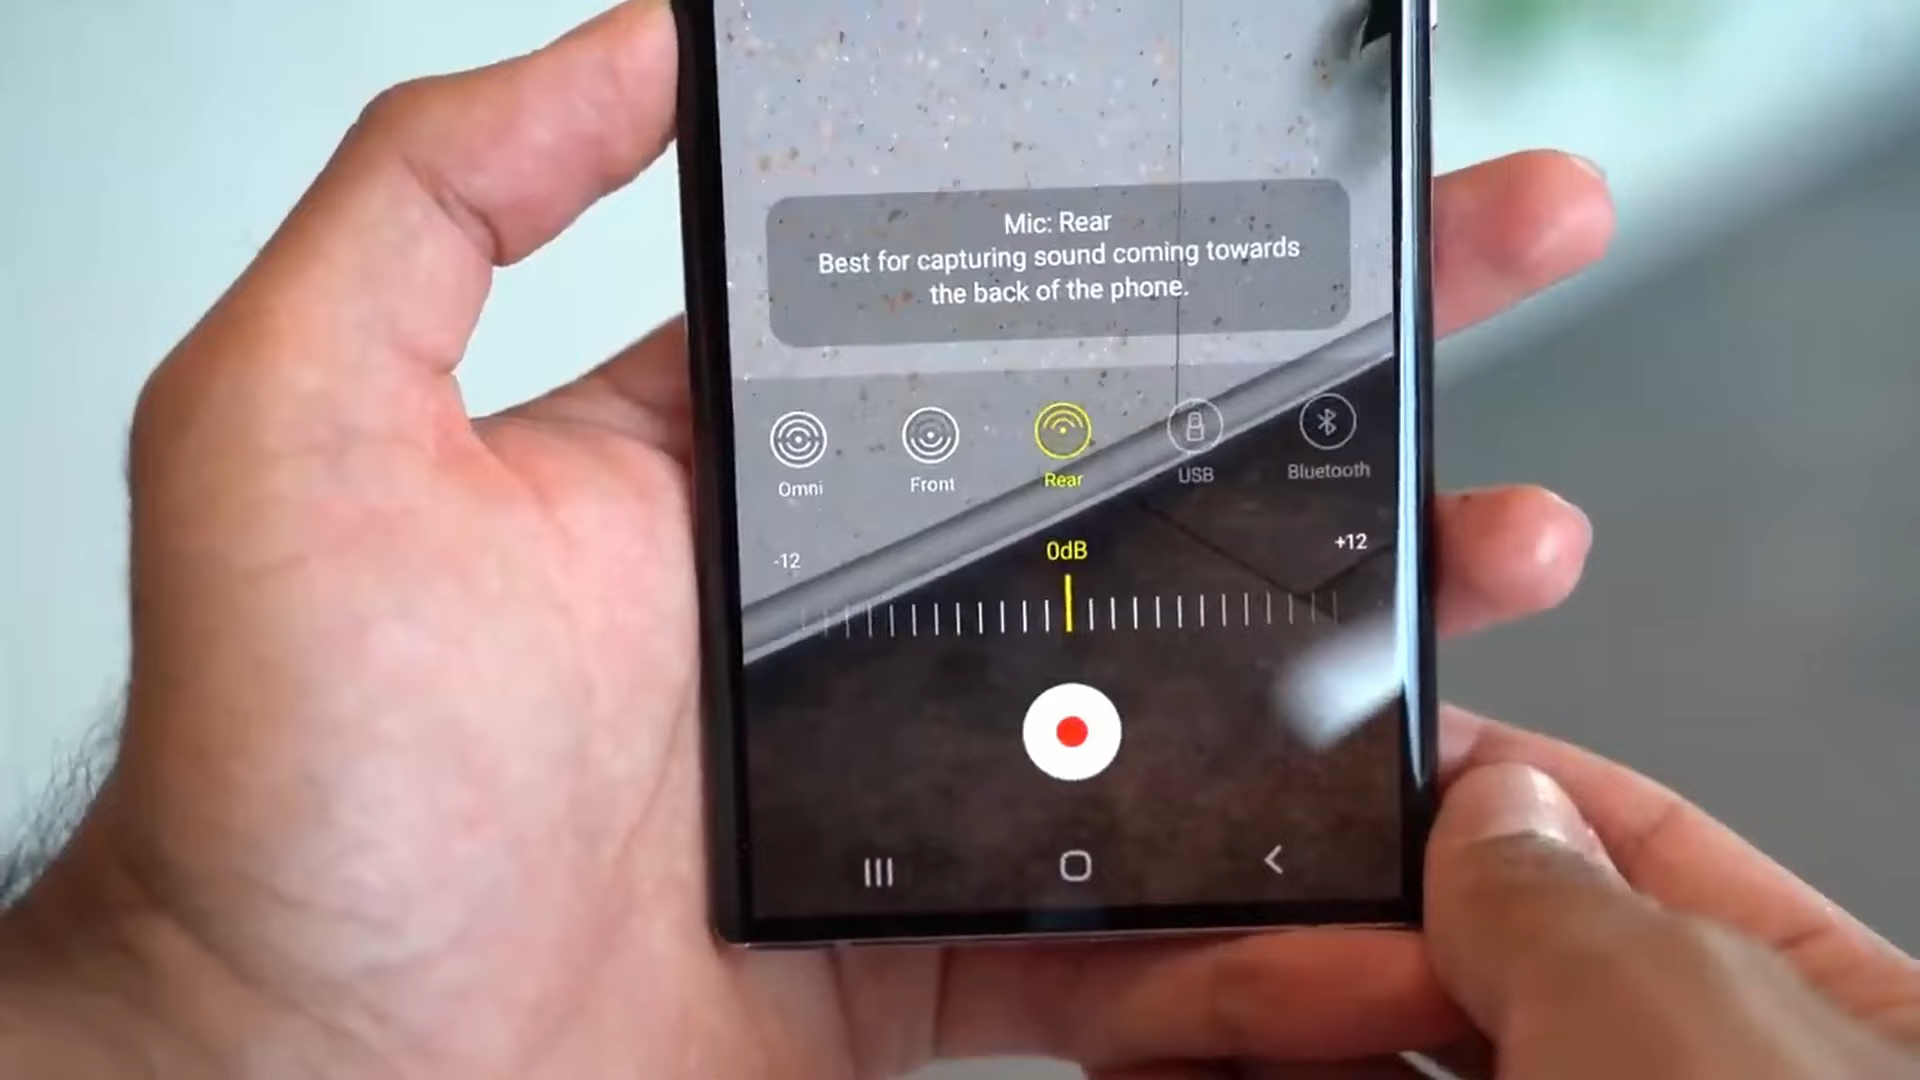 Mic: Rear
Best for capturing sound coming towards
the back of the phone.
Omni Front Rear USB Bluetooth
-12 0dB +12